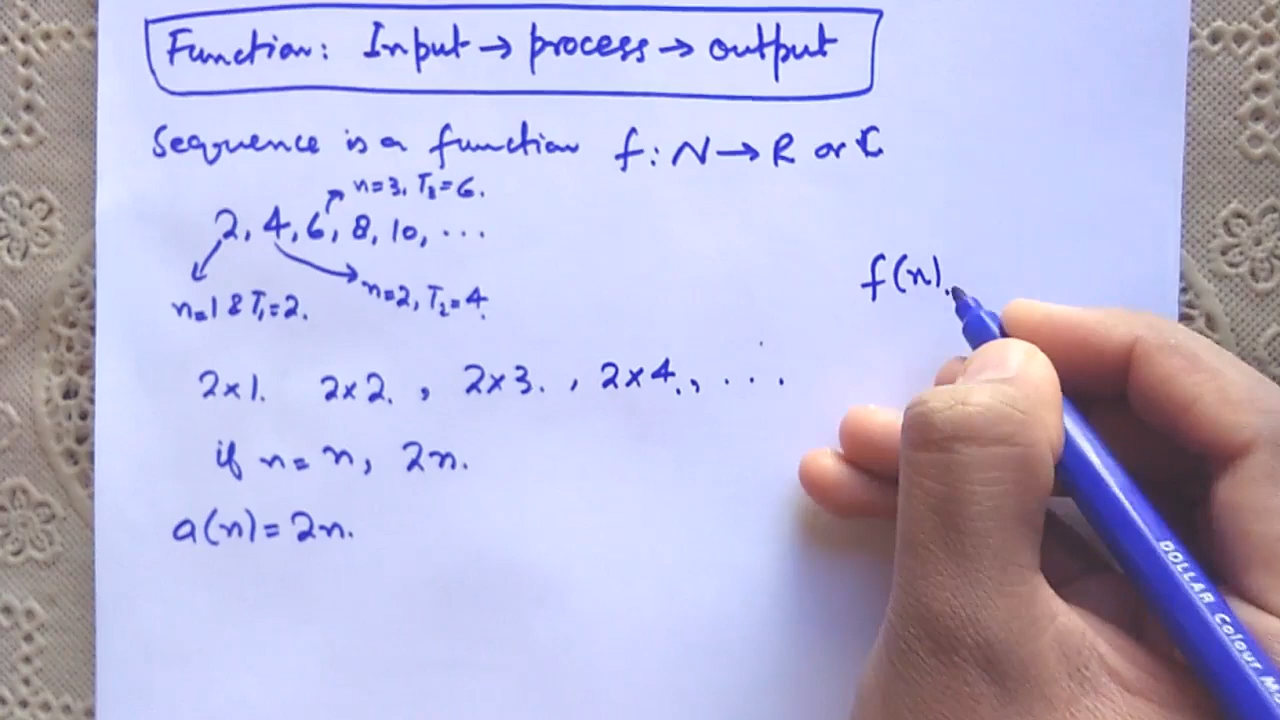 Function: Input → process → output
Sequence is a function f: N → R or C
n=3, T₃=6.
2, 4, 6, 8, 10, ...
n=1 & T₁=2.
n=2, T₂=4.
f(n).
2×1. 2×2. , 2×3. , 2×4., ...
if n=n, 2n.
a(n)=2n.
DOLLAR Colour